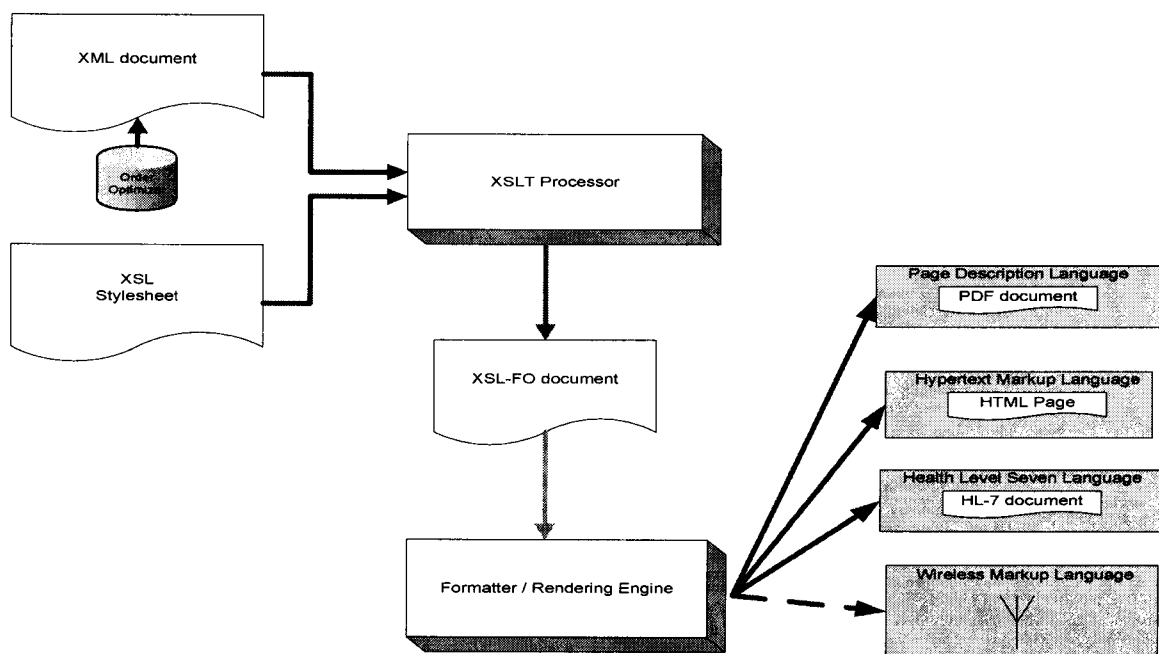 XML document
Order
Optimizer
XSL
Stylesheet
XSLT Processor
XSL-FO document
Formatter / Rendering Engine
Page Description Language
PDF document
Hypertext Markup Language
HTML Page
Health Level Seven Language
HL-7 document
Wireless Markup Language